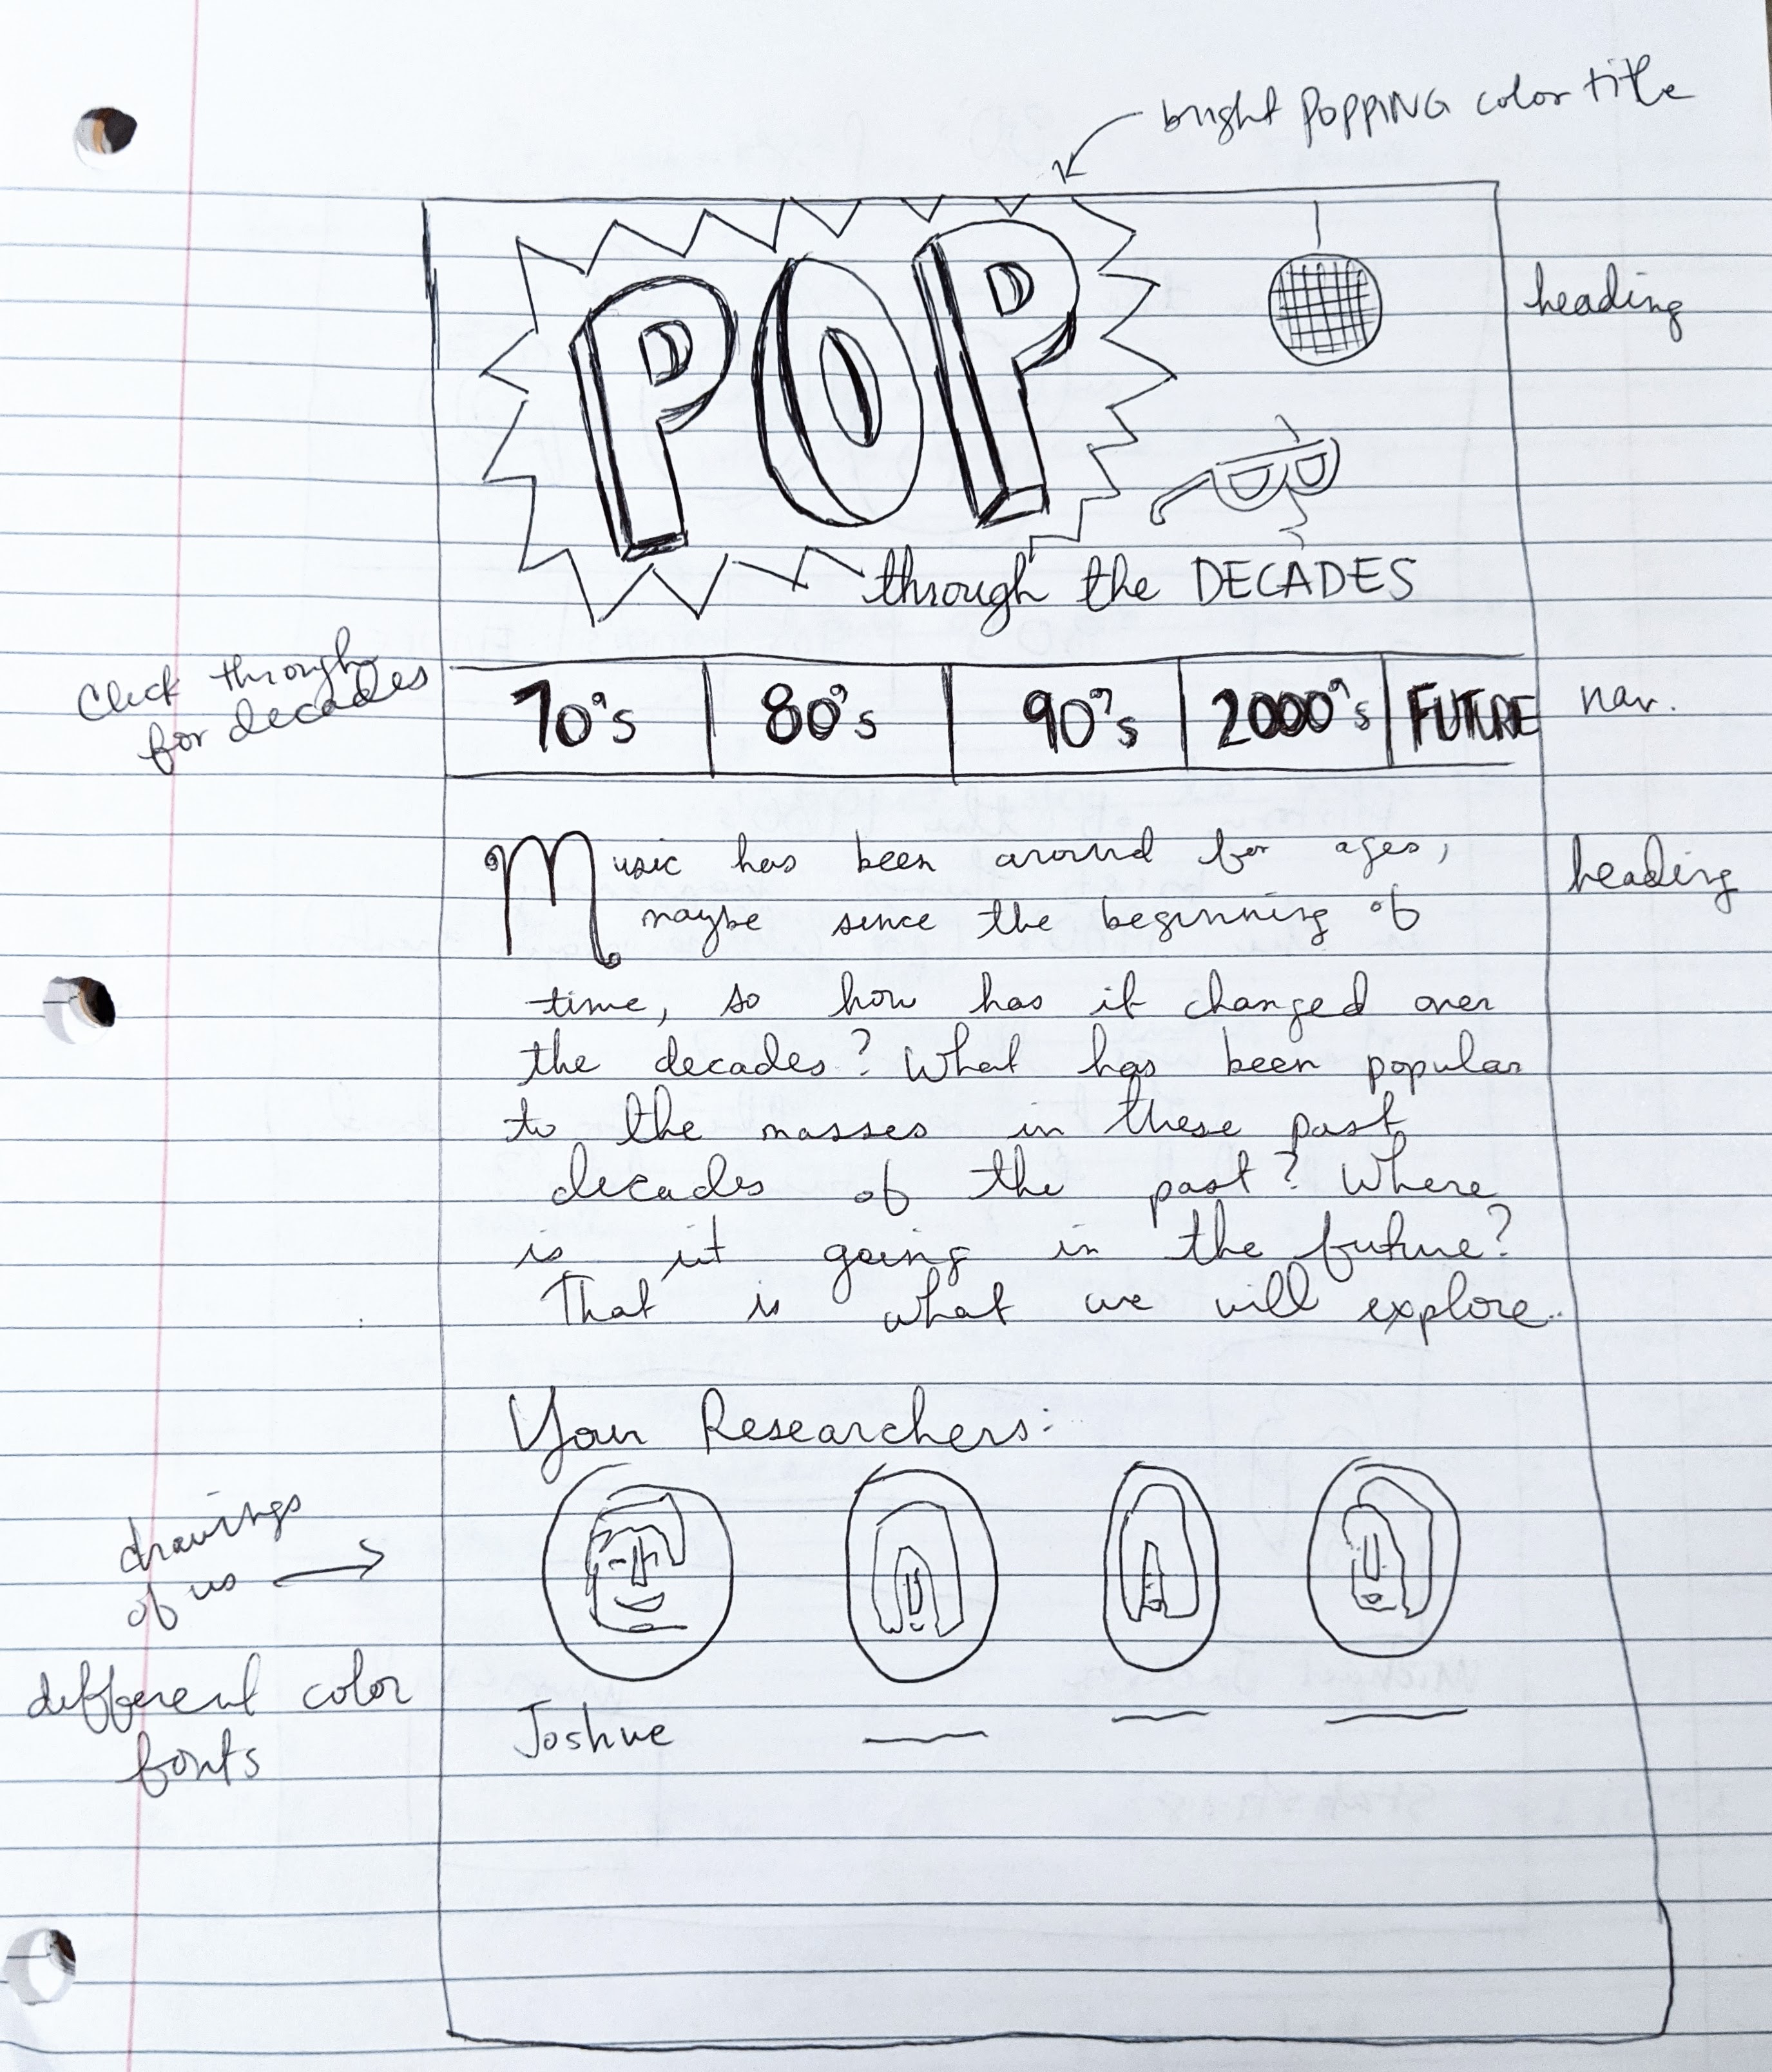 bright POPPING color title
POP
heading
through the DECADES
Click through
for decades
70's 80's 90's 2000's FUTURE
nav.
Music has been around for ages,
heading
maybe since the beginning of
time, so how has it changed over
the decades? What has been popular
to the masses in these past
decades of the past? Where
is it going in the future?
That is what we will explore.
Your Researchers:
drawings
of us
different color
fonts
Joshue